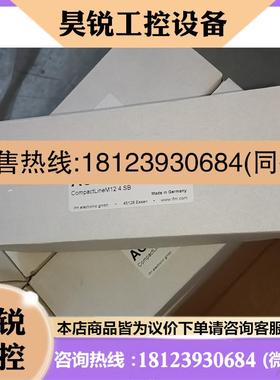 昊锐工控设备
售热线:18123930684(同
CompactLineM12 4 SB
Made in Germany
ifm electronic gmbh • 45128 Essen • www.ifm.com
锐
控
本店所有商品皆为议价下单请咨询客服
咨询热线:18123930684 (微